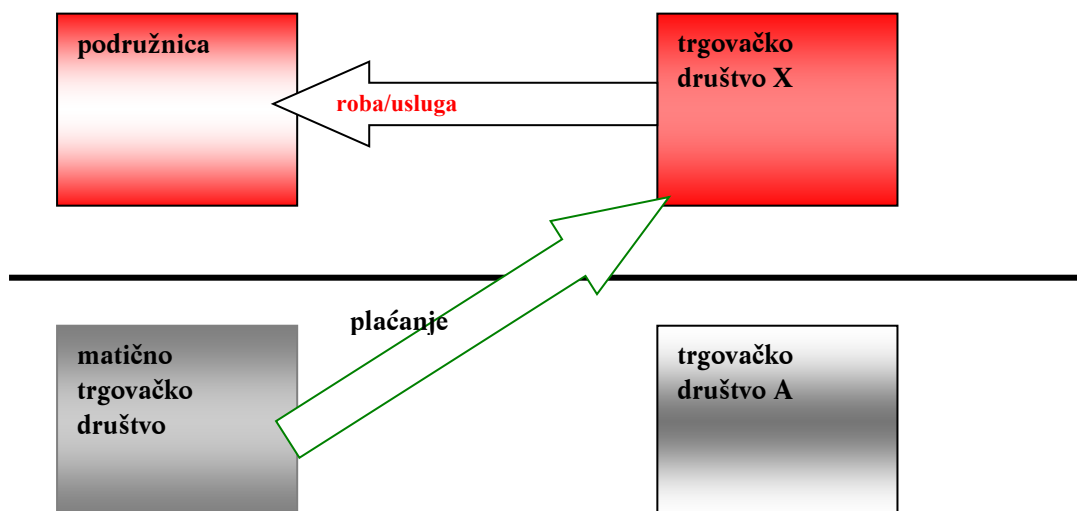 podružnica
trgovačko
društvo X
roba/usluga
plaćanje
matično
trgovačko
društvo
trgovačko
društvo A